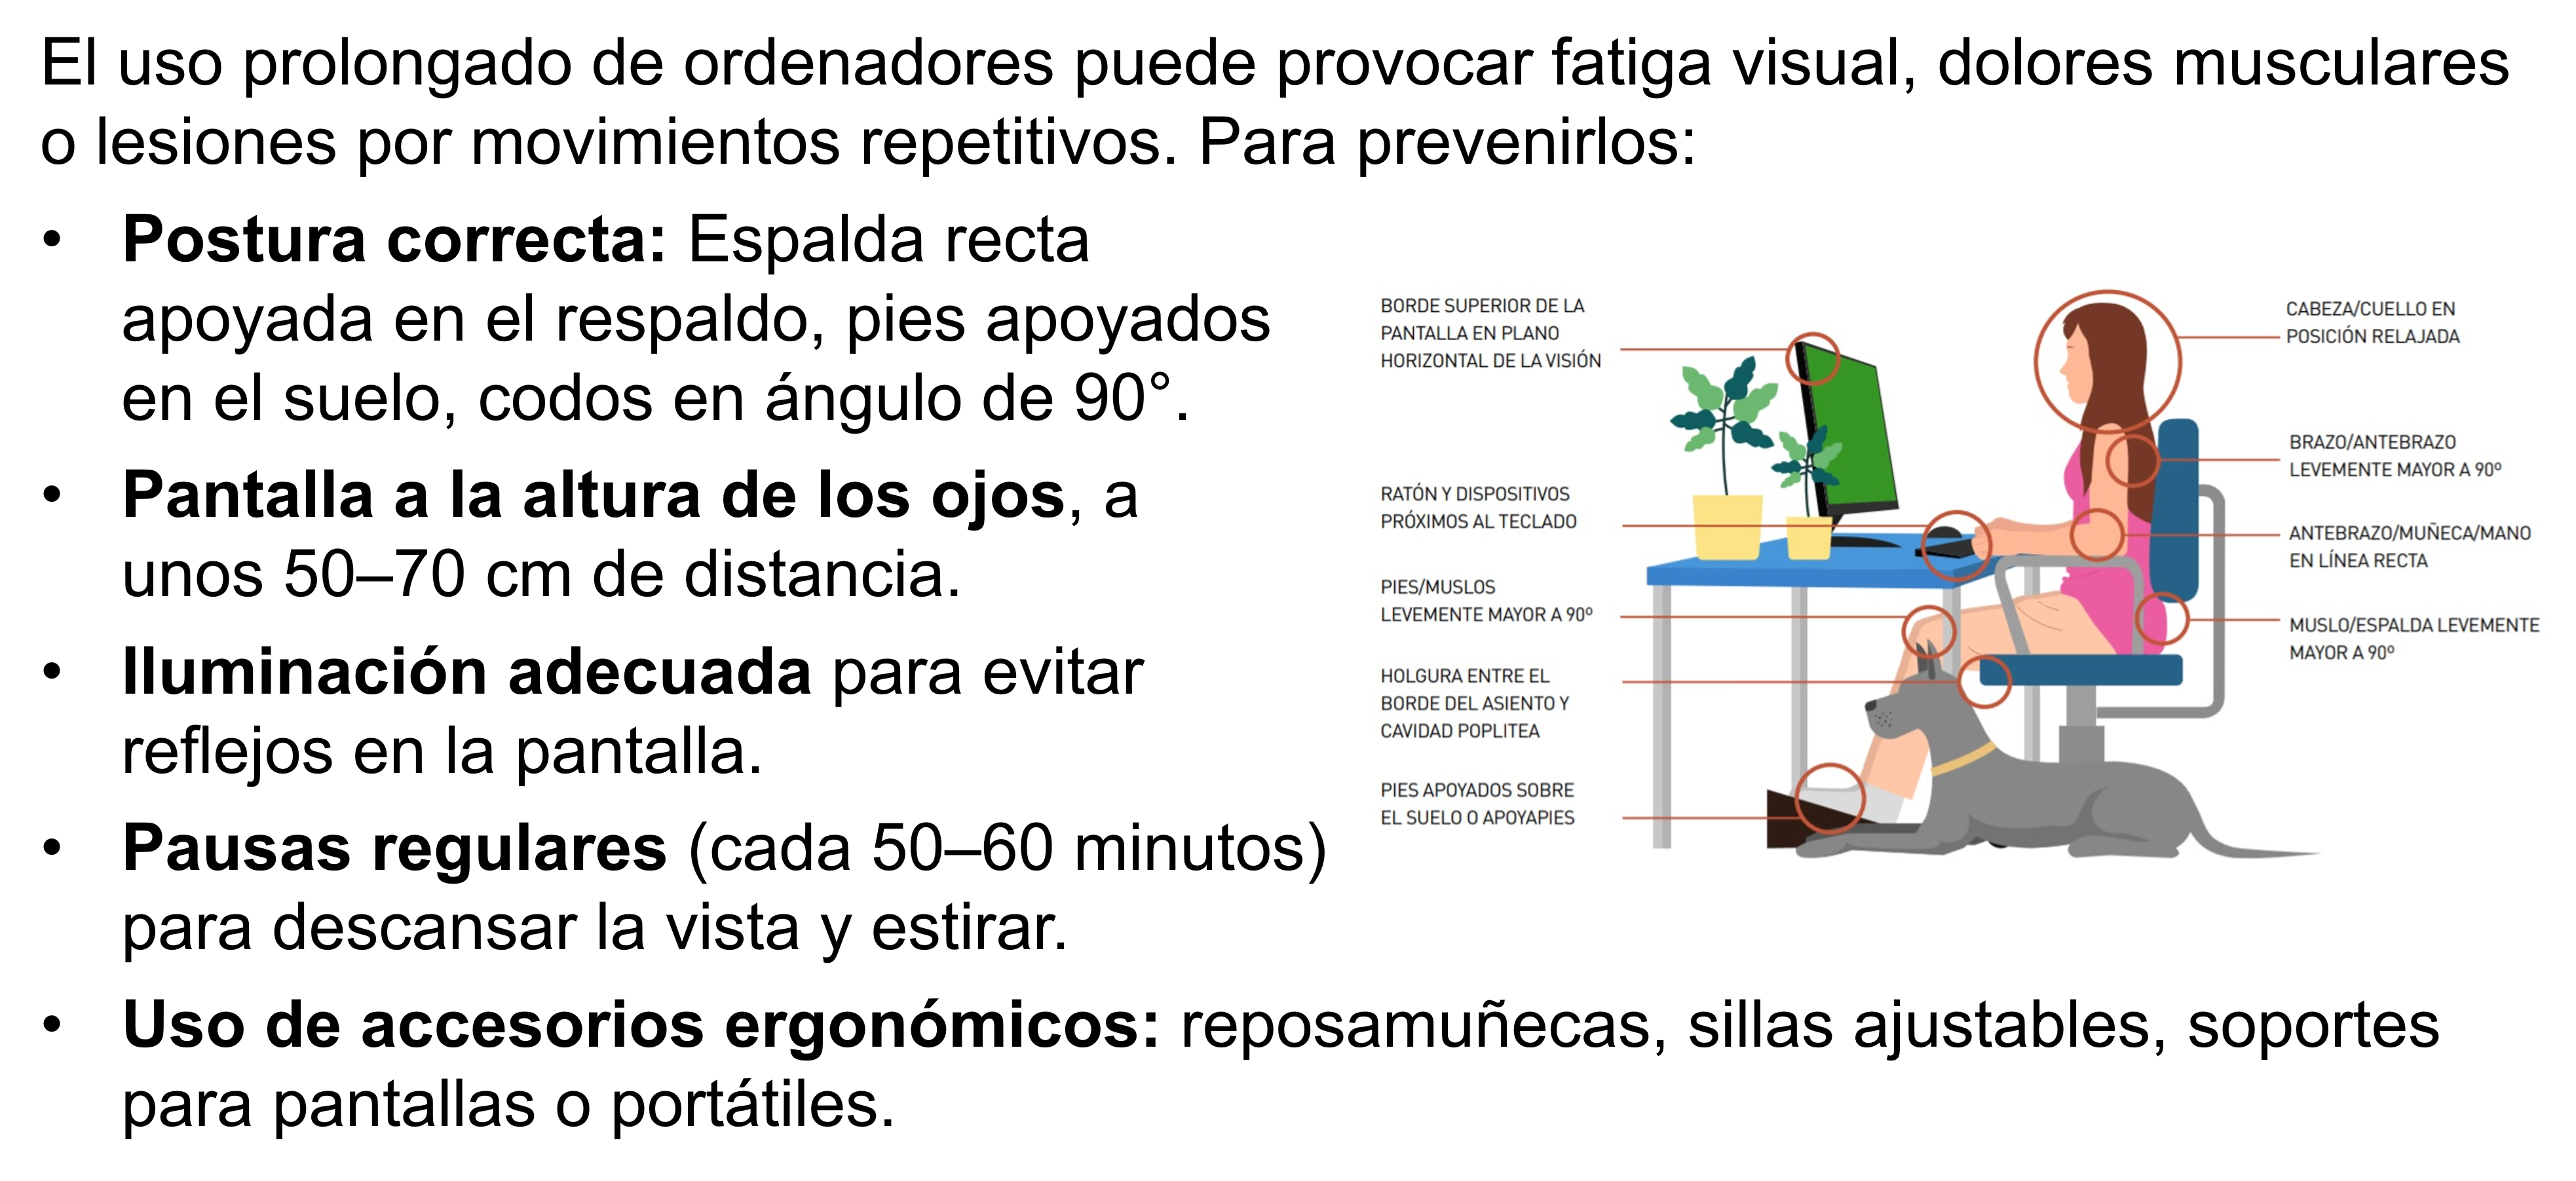 El uso prolongado de ordenadores puede provocar fatiga visual, dolores musculares
o lesiones por movimientos repetitivos. Para prevenirlos:
• Postura correcta: Espalda recta
apoyada en el respaldo, pies apoyados
en el suelo, codos en ángulo de 90°.
• Pantalla a la altura de los ojos, a
unos 50–70 cm de distancia.
• Iluminación adecuada para evitar
reflejos en la pantalla.
• Pausas regulares (cada 50–60 minutos)
para descansar la vista y estirar.
• Uso de accesorios ergonómicos: reposamuñecas, sillas ajustables, soportes
para pantallas o portátiles.
BORDE SUPERIOR DE LA
PANTALLA EN PLANO
HORIZONTAL DE LA VISIÓN
RATÓN Y DISPOSITIVOS
PRÓXIMOS AL TECLADO
PIES/MUSLOS
LEVEMENTE MAYOR A 90º
HOLGURA ENTRE EL
BORDE DEL ASIENTO Y
CAVIDAD POPLITEA
PIES APOYADOS SOBRE
EL SUELO O APOYAPIES
CABEZA/CUELLO EN
POSICIÓN RELAJADA
BRAZO/ANTEBRAZO
LEVEMENTE MAYOR A 90º
ANTEBRAZO/MUÑECA/MANO
EN LÍNEA RECTA
MUSLO/ESPALDA LEVEMENTE
MAYOR A 90º